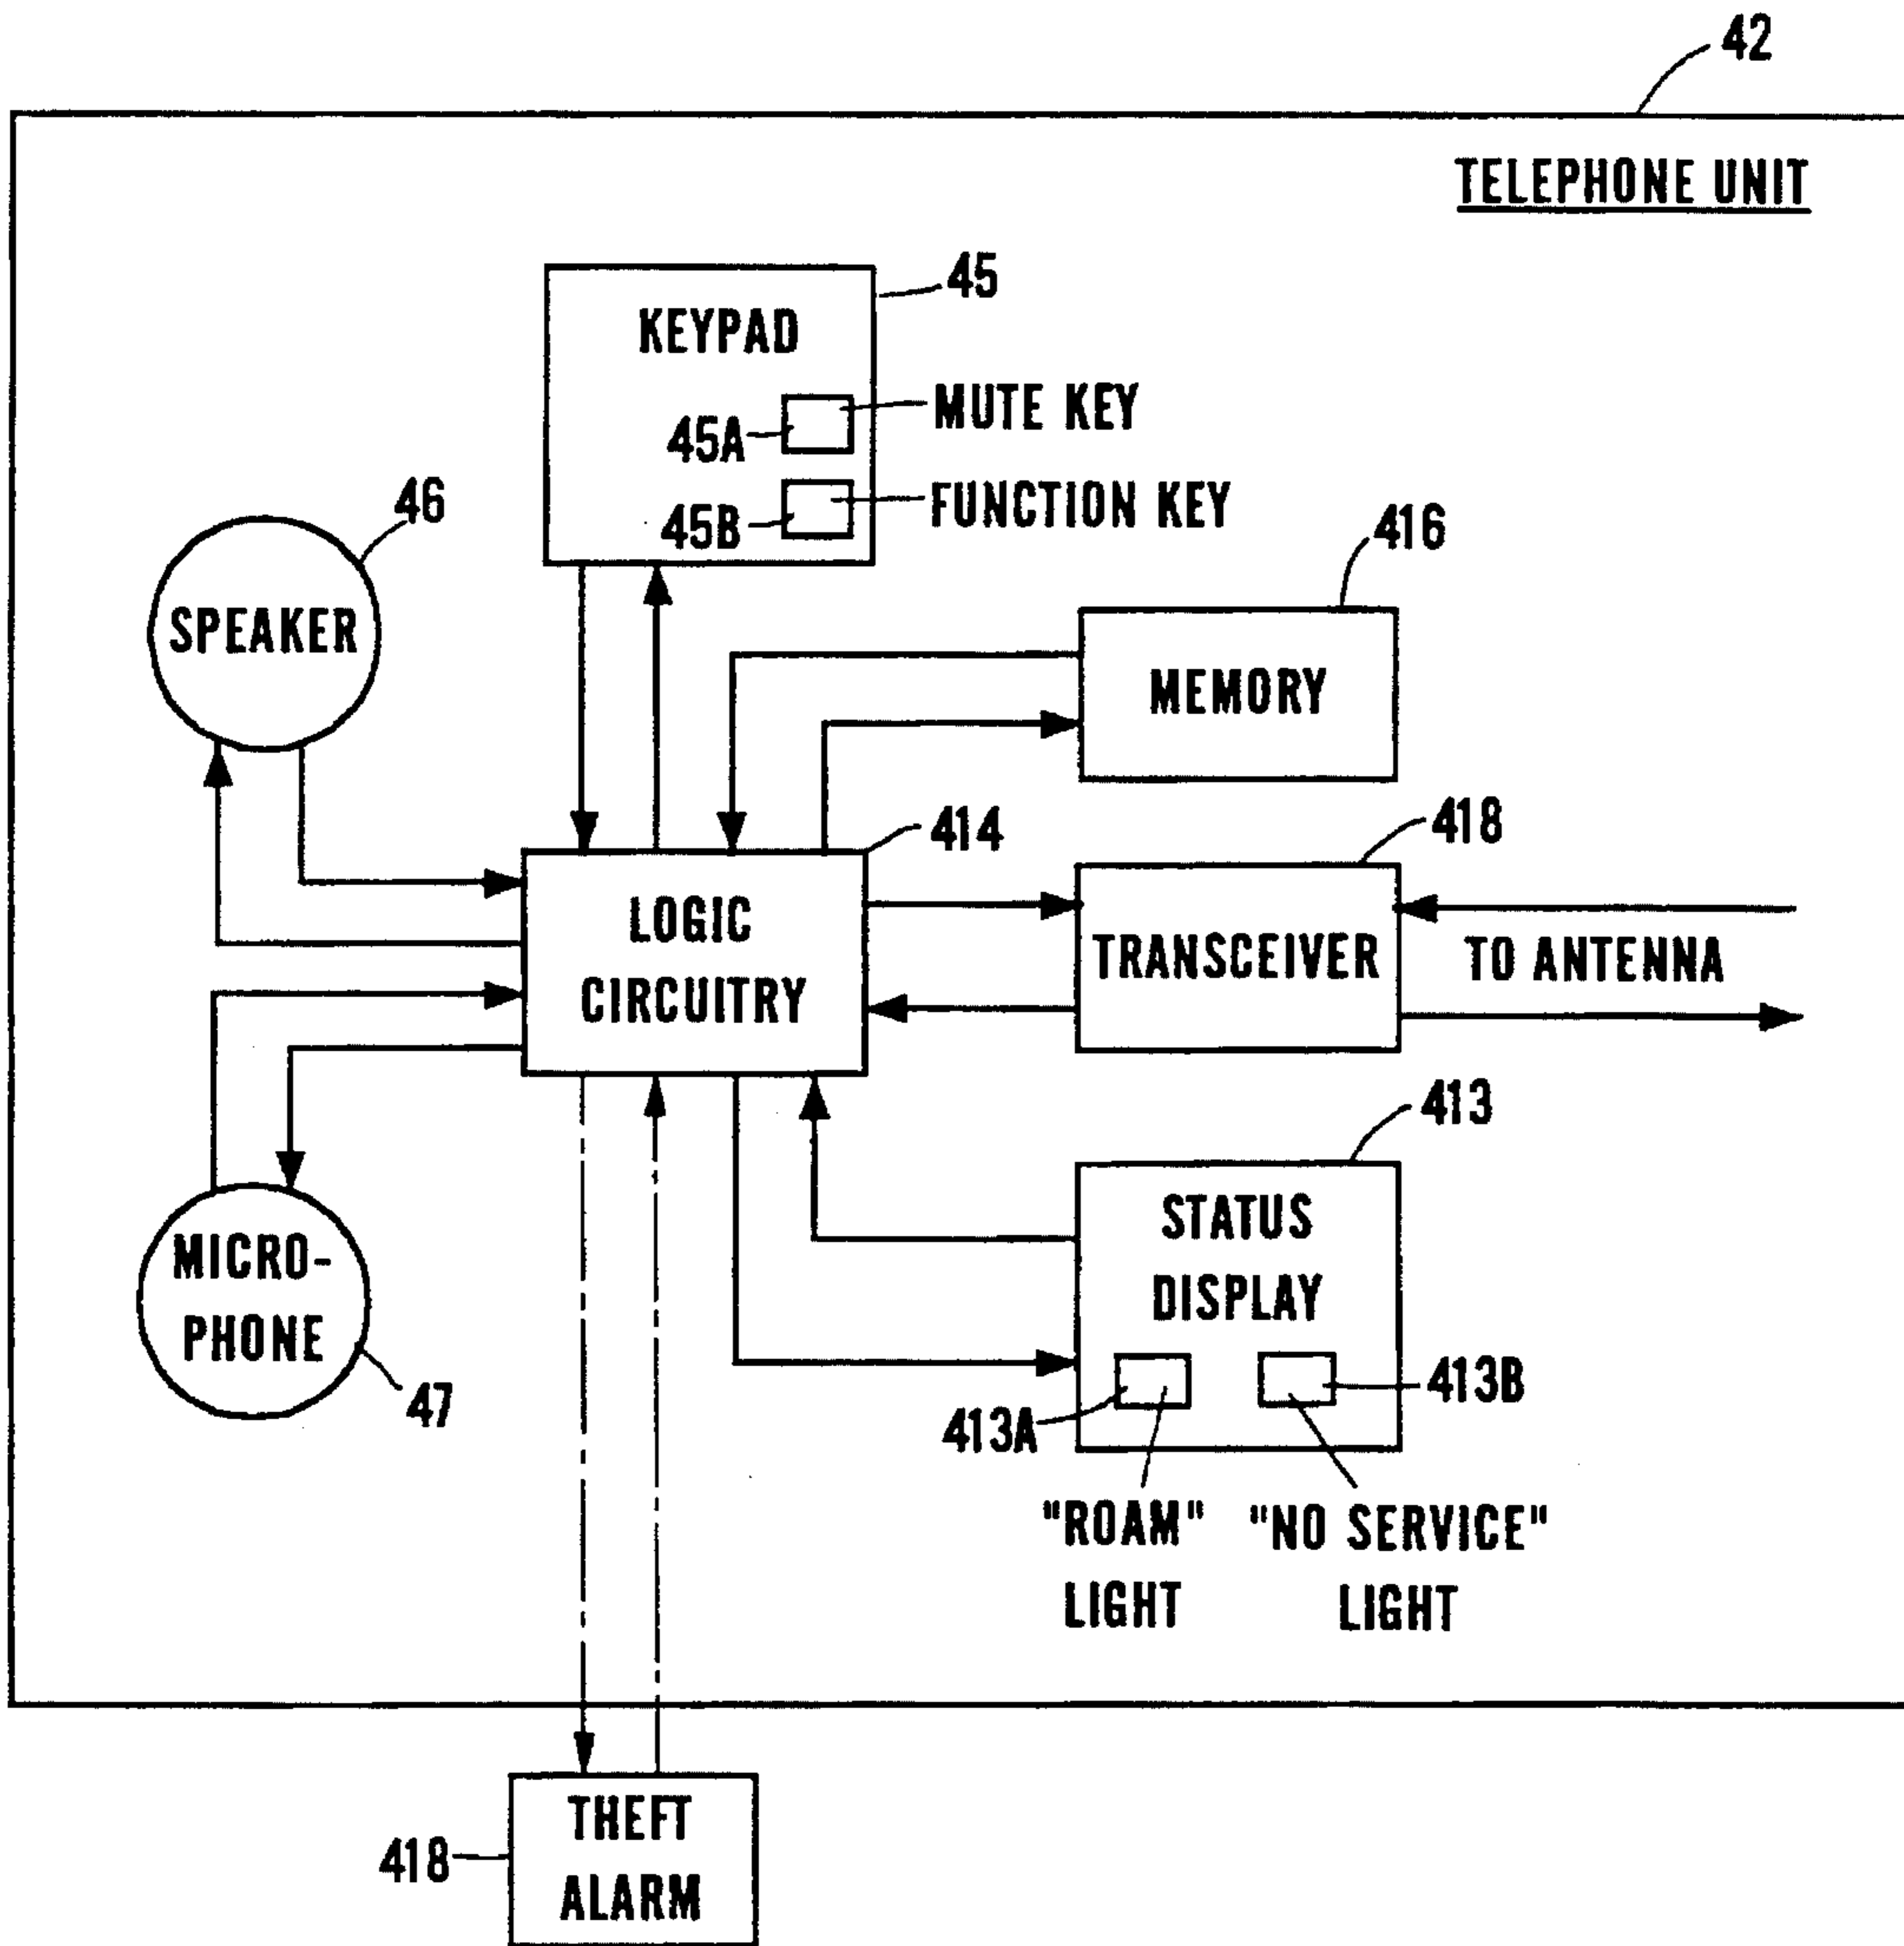 42
TELEPHONE UNIT
45
KEYPAD
MUTE KEY
45A
FUNCTION KEY
45B
46
SPEAKER
416
MEMORY
414
LOGIC
CIRCUITRY
418
TRANSCEIVER
TO ANTENNA
413
STATUS
DISPLAY
413A
413B
"ROAM"
LIGHT
"NO SERVICE"
LIGHT
MICRO-
PHONE
47
418
THEFT
ALARM